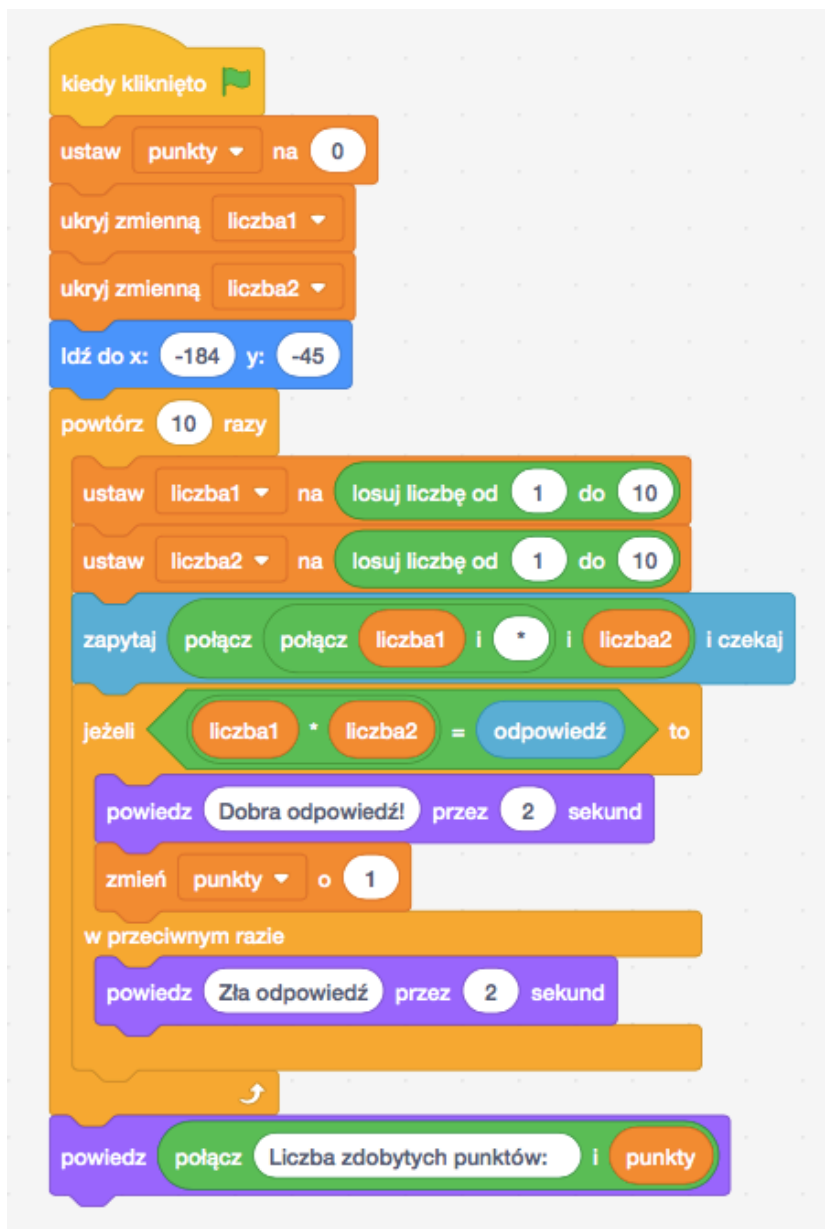 kiedy kliknięto
ustaw punkty na 0
ukryj zmienną liczba1
ukryj zmienną liczba2
Idź do x: -184 y: -45
powtórz 10 razy
ustaw liczba1 na losuj liczbę od 1 do 10
ustaw liczba2 na losuj liczbę od 1 do 10
zapytaj połącz połącz liczba1 i * i liczba2 i czekaj
jeżeli liczba1 * liczba2 = odpowiedź to
powiedz Dobra odpowiedź! przez 2 sekund
zmień punkty o 1
w przeciwnym razie
powiedz Zła odpowiedź przez 2 sekund
powiedz połącz Liczba zdobytych punktów: i punkty